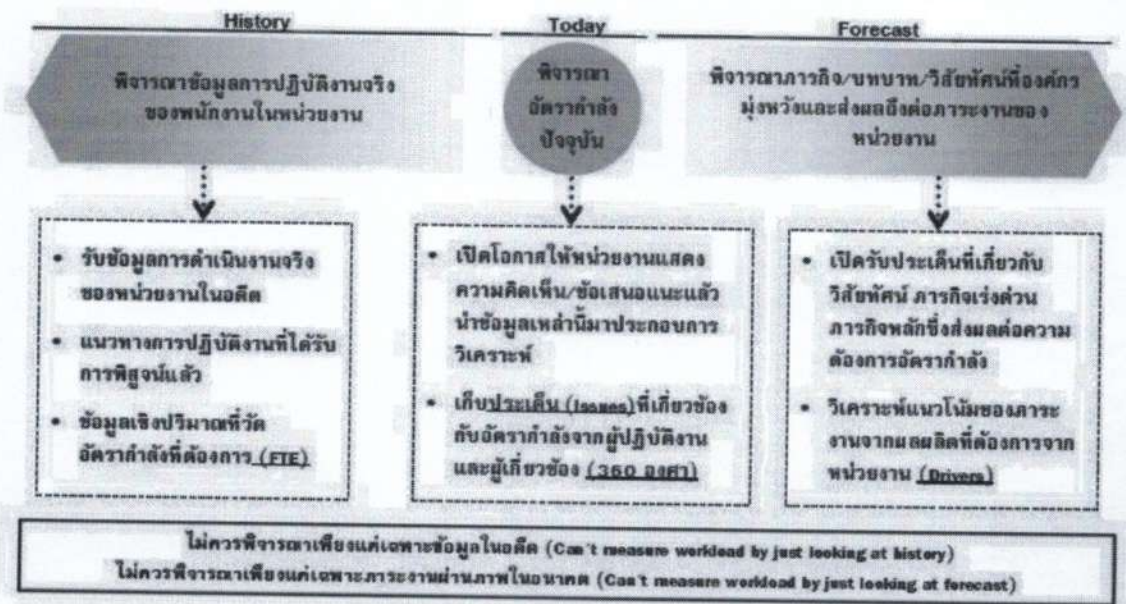 History
Today
Forecast
พิจารณาข้อมูลการปฏิบัติงานจริง
ของพนักงานในหน่วยงาน
พิจารณา
อัตรากำลัง
ปัจจุบัน
พิจารณาภารกิจ/บทบาท/วิสัยทัศน์ที่องค์กร
มุ่งหวังและส่งผลถึงต่อภาระงานของ
หน่วยงาน
• รับข้อมูลการดำเนินงานจริง
ของหน่วยงานในอดีต
• แนวทางการปฏิบัติงานที่ได้รับ
การพิสูจน์แล้ว
• ข้อมูลเชิงปริมาณที่วัด
อัตรากำลังที่ต้องการ (FTE)
• เปิดโอกาสให้หน่วยงานแสดง
ความคิดเห็น/ข้อเสนอแนะแล้ว
นำข้อมูลเหล่านี้มาประกอบการ
วิเคราะห์
• เก็บประเด็น (Issues) ที่เกี่ยวข้อง
กับอัตรากำลังจากผู้ปฏิบัติงาน
และผู้เกี่ยวข้อง (360 องศา)
• เปิดรับประเด็นที่เกี่ยวกับ
วิสัยทัศน์ ภารกิจเร่งด่วน
ภารกิจหลักซึ่งส่งผลต่อความ
ต้องการอัตรากำลัง
• วิเคราะห์แนวโน้มของภาระ
งานจากผลผลิตที่ต้องการจาก
หน่วยงาน (Drivers)
ไม่ควรพิจารณาเพียงแค่เฉพาะข้อมูลในอดีต (Can't measure workload by just looking at history)
ไม่ควรพิจารณาเพียงแค่เฉพาะภาระงานผ่านภาพในอนาคต (Can't measure workload by just looking at forecast)